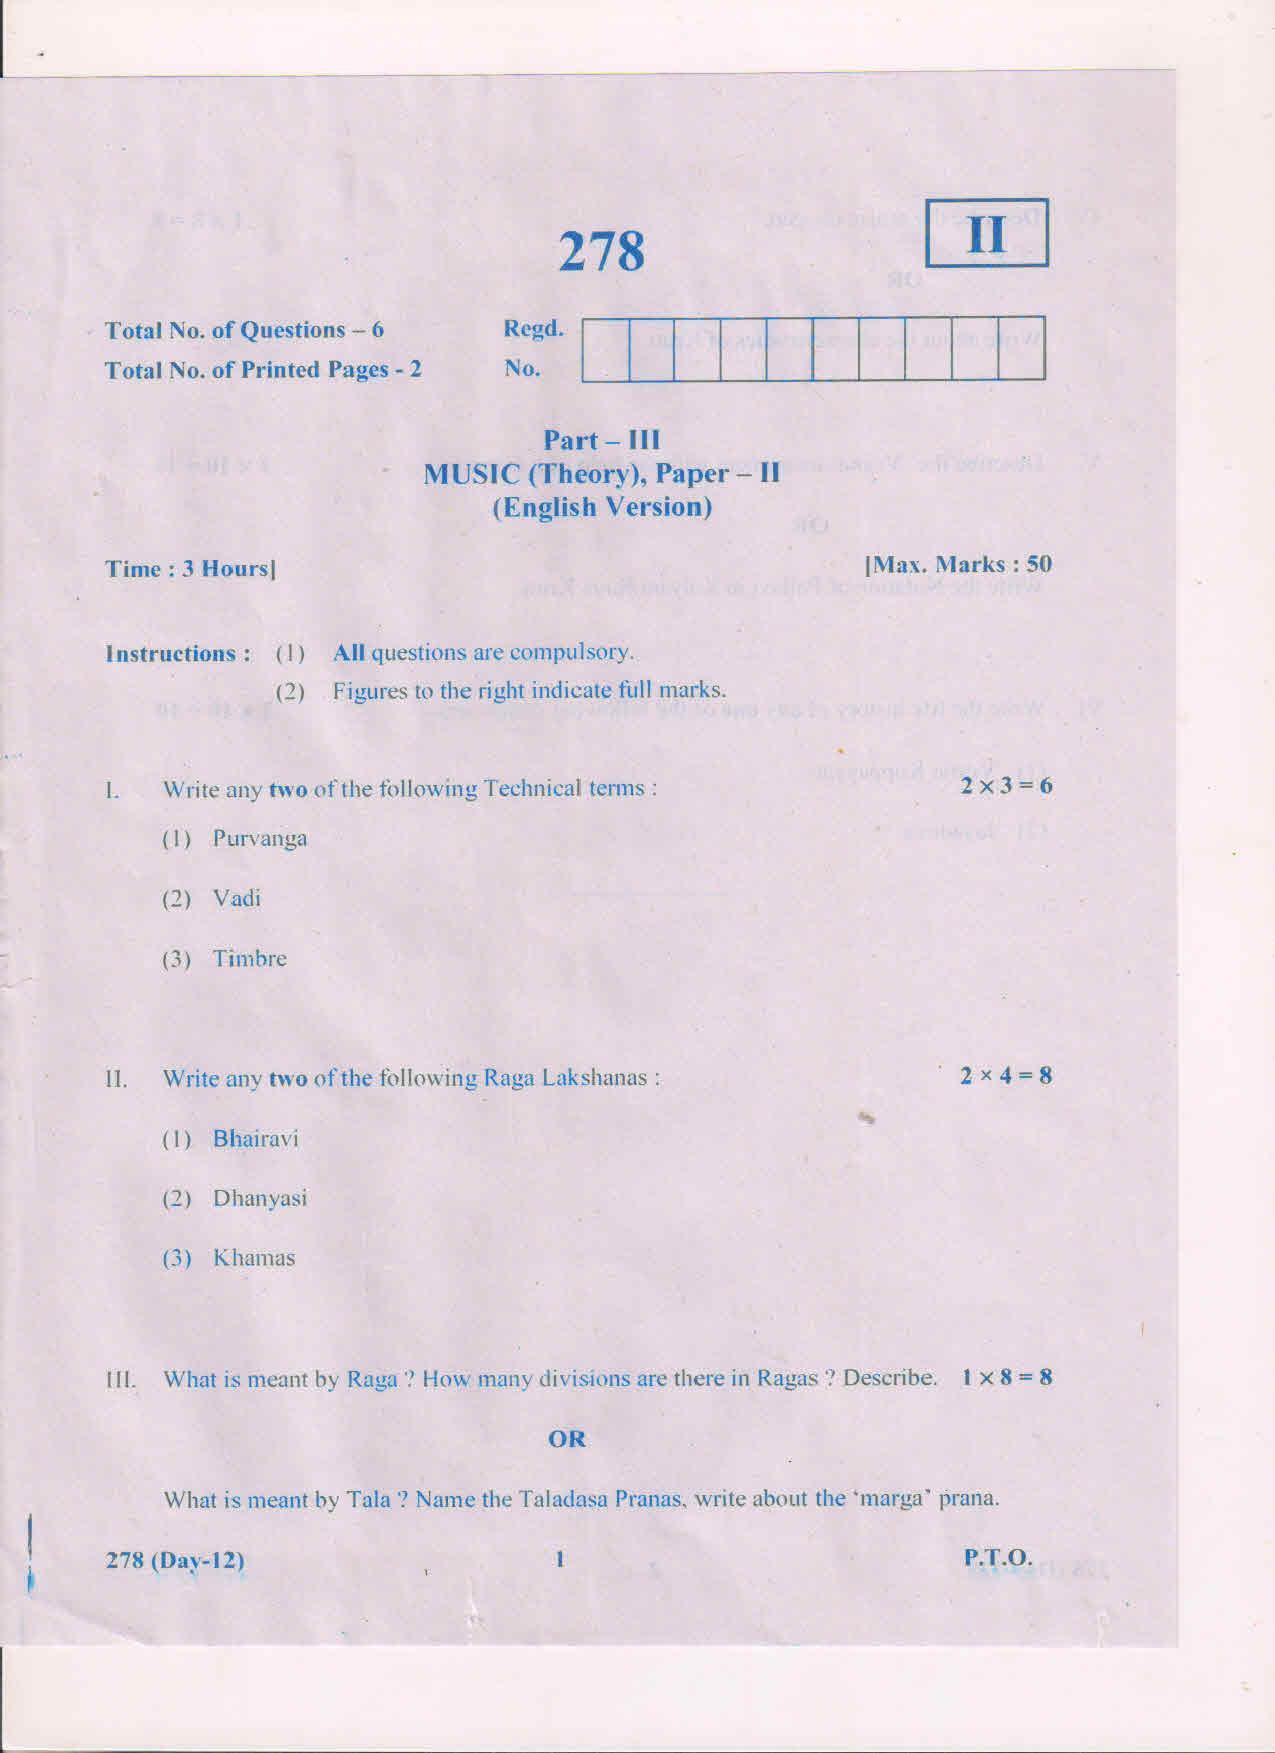 278
II
Total No. of Questions – 6
Regd.
Total No. of Printed Pages - 2
No.
Part – III
MUSIC (Theory), Paper – II
(English Version)
Time : 3 Hours]
[Max. Marks : 50
Instructions : (1) All questions are compulsory.
(2) Figures to the right indicate full marks.
I. Write any two of the following Technical terms : 2 × 3 = 6
(1) Purvanga
(2) Vadi
(3) Timbre
II. Write any two of the following Raga Lakshanas : 2 × 4 = 8
(1) Bhairavi
(2) Dhanyasi
(3) Khamas
III. What is meant by Raga ? How many divisions are there in Ragas ? Describe. 1 × 8 = 8
OR
What is meant by Tala ? Name the Taladasa Pranas, write about the ‘marga’ prana.
278 (Day-12) 1 P.T.O.